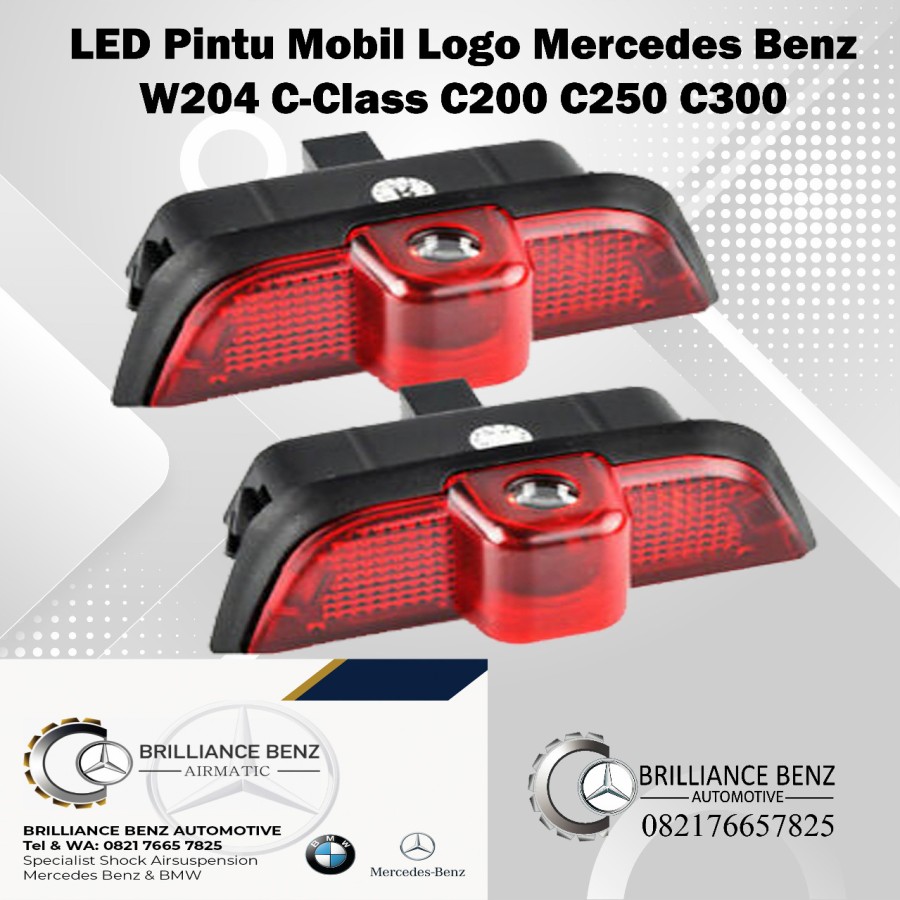 LED Pintu Mobil Logo Mercedes Benz
W204 C-Class C200 C250 C300
BRILLIANCE BENZ
AIRMATIC
BRILLIANCE BENZ AUTOMOTIVE
Tel & WA: 0821 7665 7825
Specialist Shock Airsuspension
Mercedes Benz & BMW
BMW
Mercedes-Benz
BRILLIANCE BENZ
AUTOMOTIVE
082176657825